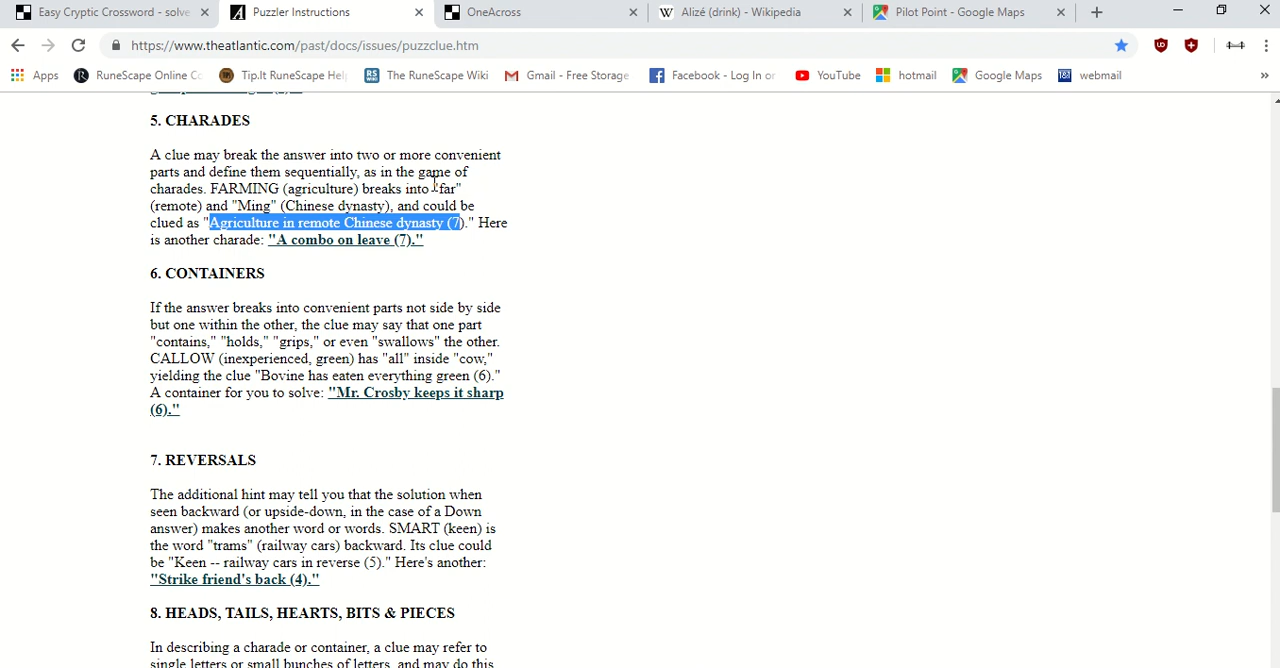 Easy Cryptic Crossword - solve
Puzzler Instructions
OneAcross
Alizé (drink) - Wikipedia
Pilot Point - Google Maps
https://www.theatlantic.com/past/docs/issues/puzzclue.htm
Apps
RuneScape Online Co
Tip.It RuneScape Hel
The RuneScape Wiki
Gmail - Free Storage
Facebook - Log In or
YouTube
hotmail
Google Maps
webmail
5. CHARADES
A clue may break the answer into two or more convenient
parts and define them sequentially, as in the game of
charades. FARMING (agriculture) breaks into "far"
(remote) and "Ming" (Chinese dynasty), and could be
clued as "Agriculture in remote Chinese dynasty (7)." Here
is another charade: "A combo on leave (7)."
6. CONTAINERS
If the answer breaks into convenient parts not side by side
but one within the other, the clue may say that one part
"contains," "holds," "grips," or even "swallows" the other.
CALLOW (inexperienced, green) has "all" inside "cow,"
yielding the clue "Bovine has eaten everything green (6)."
A container for you to solve: "Mr. Crosby keeps it sharp
(6)."
7. REVERSALS
The additional hint may tell you that the solution when
seen backward (or upside-down, in the case of a Down
answer) makes another word or words. SMART (keen) is
the word "trams" (railway cars) backward. Its clue could
be "Keen -- railway cars in reverse (5)." Here's another:
"Strike friend's back (4)."
8. HEADS, TAILS, HEARTS, BITS & PIECES
In describing a charade or container, a clue may refer to
single letters or small bunches of letters, and may do this